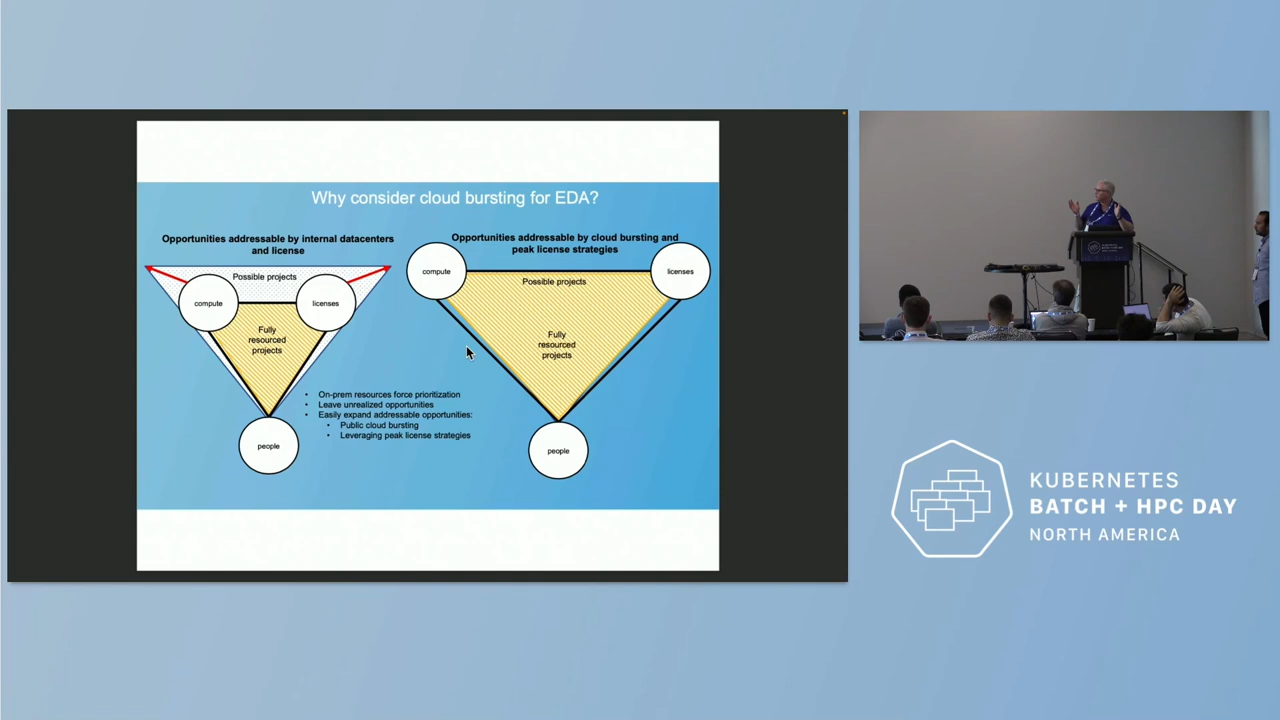 Why consider cloud bursting for EDA?
Opportunities addressable by internal datacenters
and license
Possible projects
compute
licenses
Fully
resourced
projects
people
• On-prem resources force prioritization
• Leave unrealized opportunities
• Easily expand addressable opportunities:
• Public cloud bursting
• Leveraging peak license strategies
Opportunities addressable by cloud bursting and
peak license strategies
compute
licenses
Possible projects
Fully
resourced
projects
people
KUBERNETES
BATCH + HPC DAY
NORTH AMERICA